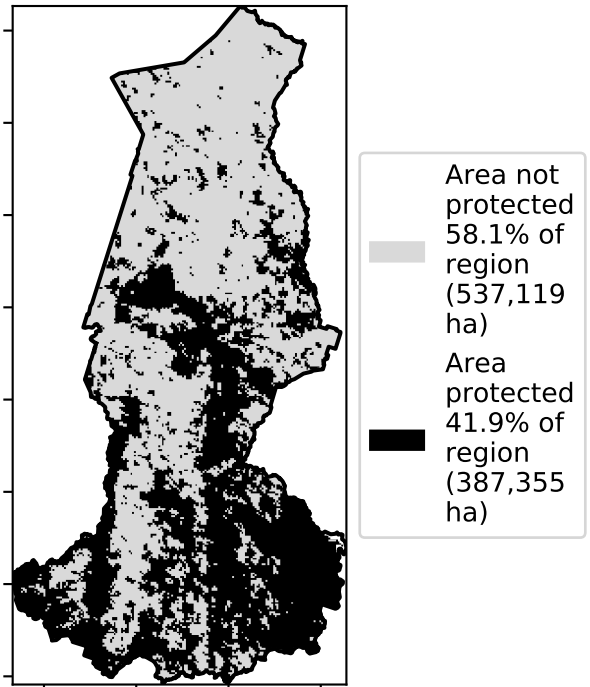 Area not
protected
58.1% of
region
(537,119
ha)
Area
protected
41.9% of
region
(387,355
ha)